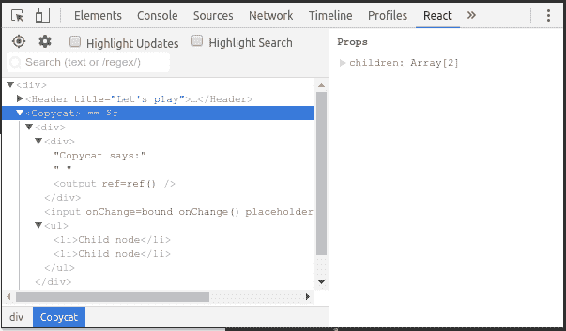 Elements Console Sources Network Timeline Profiles React »
Highlight Updates Highlight Search
Search (text or /regex/)
<div>
<Header title="Let's play">…</Header>
<Copycat> == $r
<div>
<div>
"Copycat says:"
" "
<output ref=ref() />
</div>
<input onChange=bound onChange() placeholder
<ul>
<li>Child node</li>
<li>Child node</li>
</ul>
</div>
div Copycat
Props
children: Array[2]